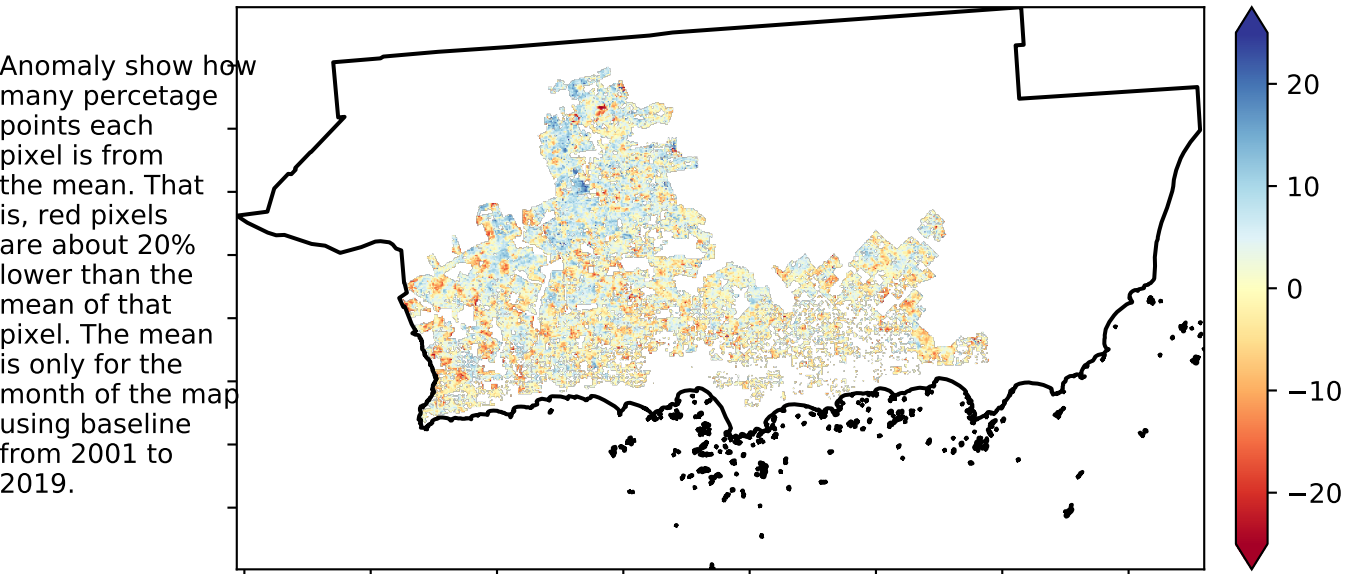 Anomaly show how
many percetage
points each
pixel is from
the mean. That
is, red pixels
are about 20%
lower than the
mean of that
pixel. The mean
is only for the
month of the map
using baseline
from 2001 to
2019.
20
10
0
−10
−20